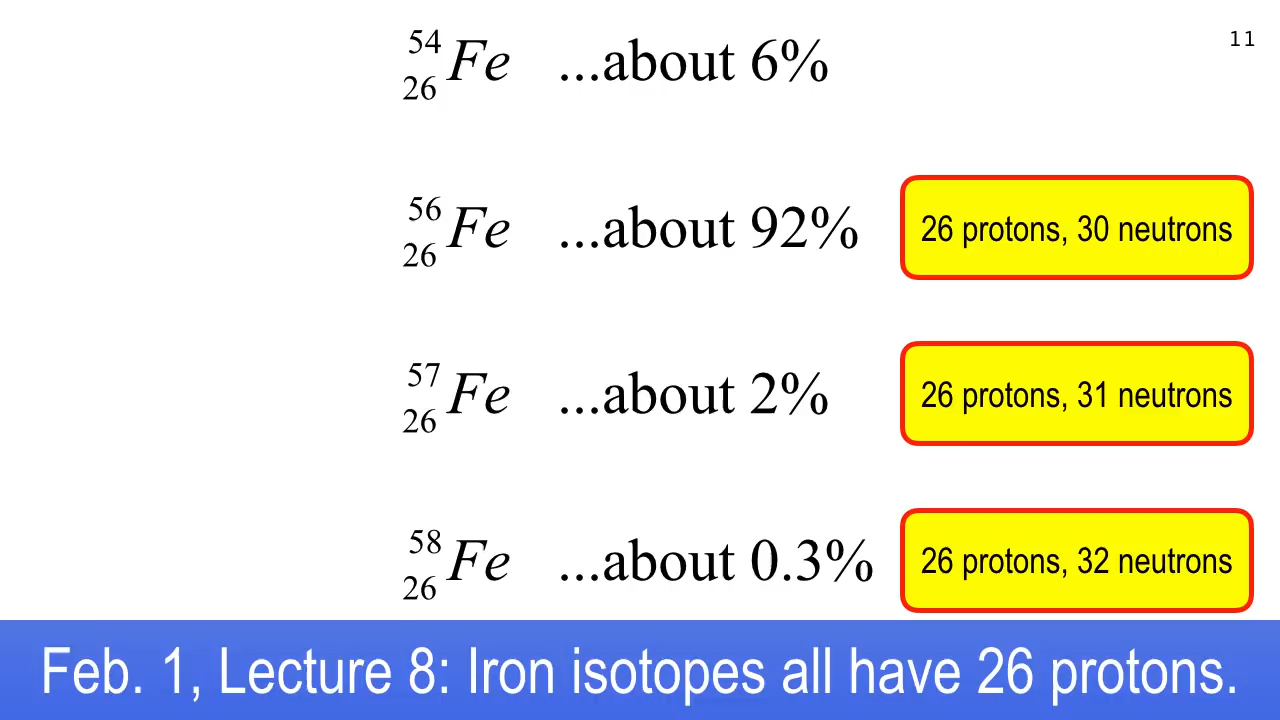 11
⁵⁴₂₆Fe ...about 6%
⁵⁶₂₆Fe ...about 92% 26 protons, 30 neutrons
⁵⁷₂₆Fe ...about 2% 26 protons, 31 neutrons
⁵⁸₂₆Fe ...about 0.3% 26 protons, 32 neutrons
Feb. 1, Lecture 8: Iron isotopes all have 26 protons.